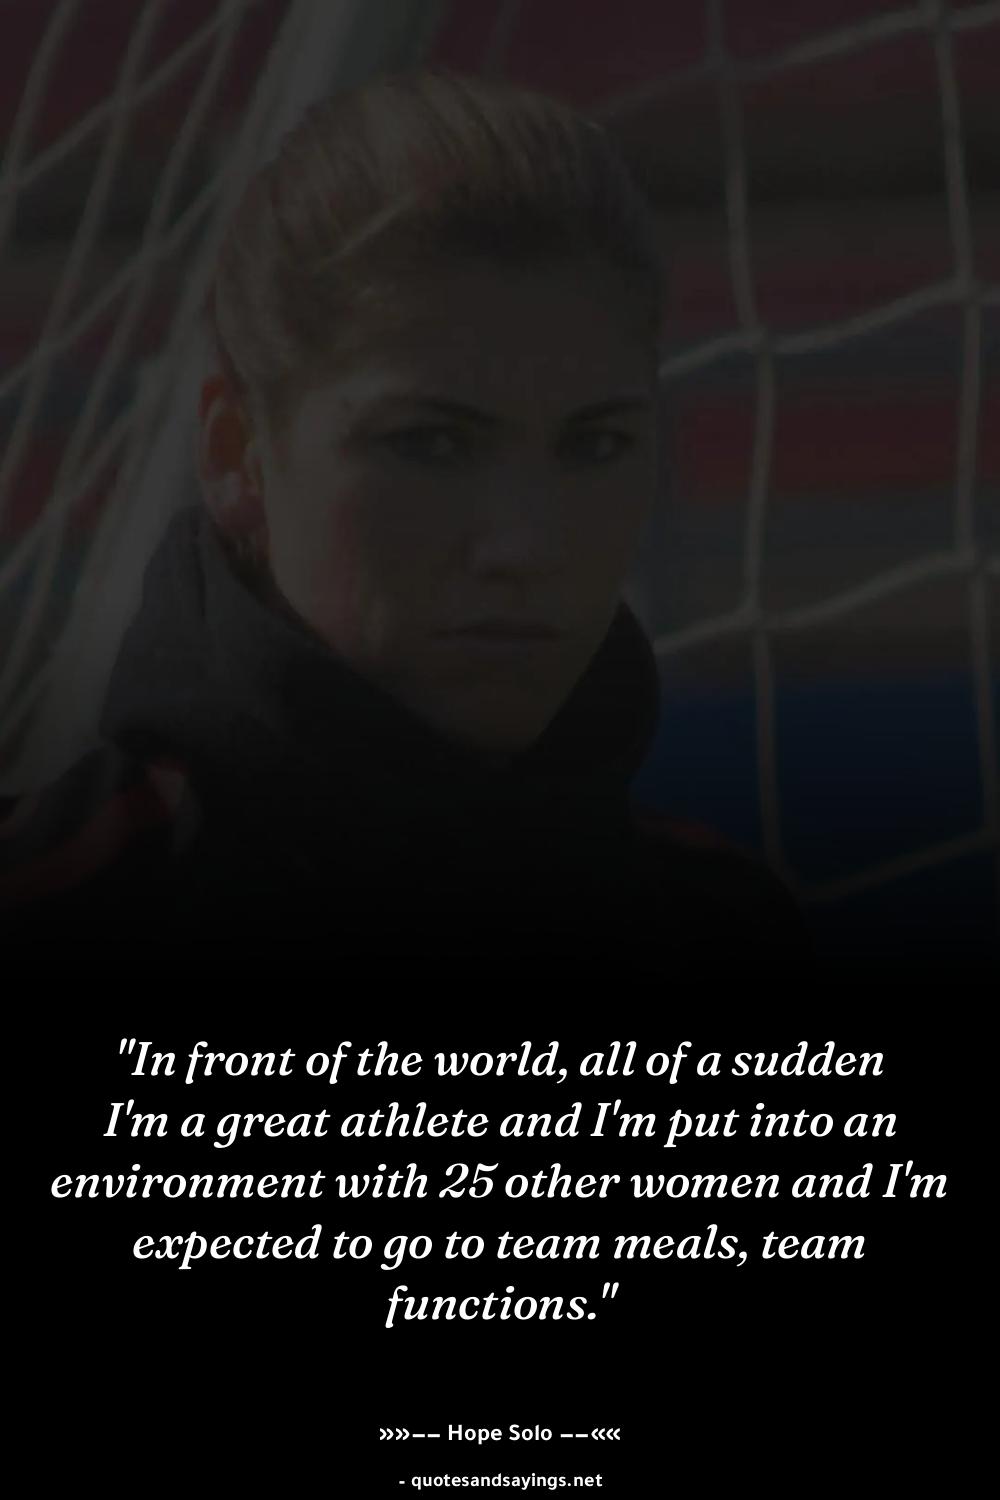 "In front of the world, all of a sudden
I'm a great athlete and I'm put into an
environment with 25 other women and I'm
expected to go to team meals, team
functions."
»»−− Hope Solo −−««
- quotesandsayings.net